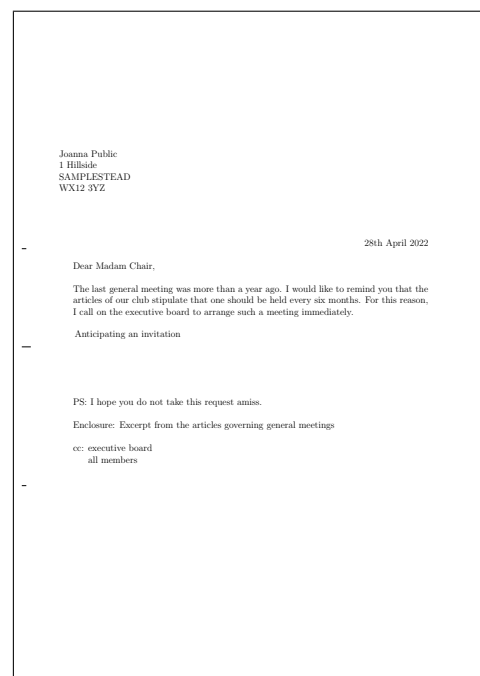 Joanna Public
1 Hillside
SAMPLESTEAD
WX12 3YZ
28th April 2022
Dear Madam Chair,
The last general meeting was more than a year ago. I would like to remind you that the
articles of our club stipulate that one should be held every six months. For this reason,
I call on the executive board to arrange such a meeting immediately.
Anticipating an invitation
PS: I hope you do not take this request amiss.
Enclosure: Excerpt from the articles governing general meetings
cc: executive board
all members